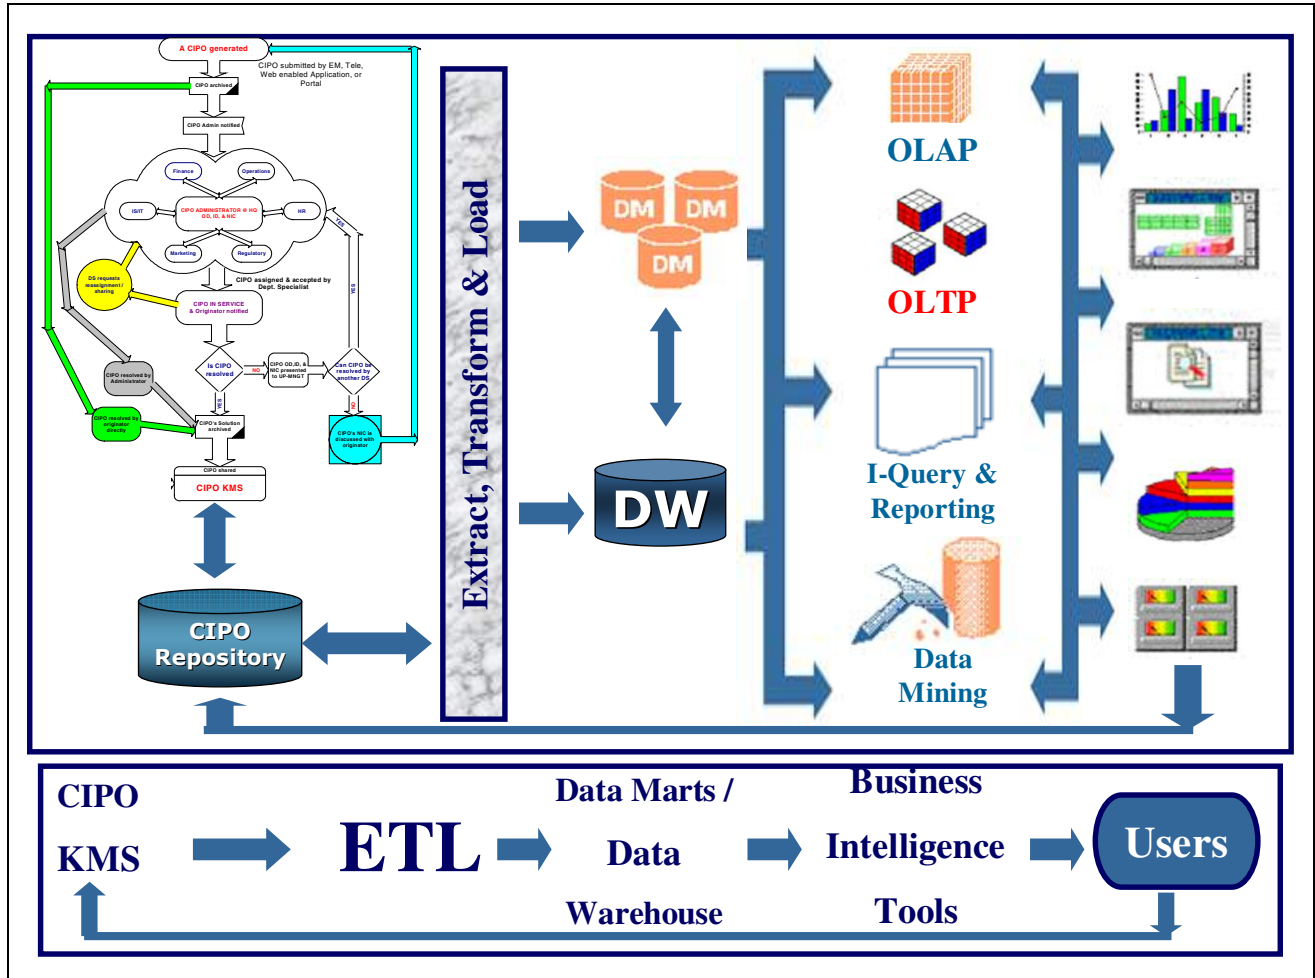 A CIPO generated
CIPO submitted by EM, Tele,
Web enabled Application, or
Portal
CIPO archived
CIPO Admin notified
Finance
Operations
IS/IT
CIPO ADMINISTRATOR @ HQ
OD, ID, & NIC
HR
Marketing
Regulatory
YES
DS requests
reassignment /
sharing
CIPO assigned & accepted by
Dept. Specialist
CIPO IN SERVICE
& Originator notified
YES
Is CIPO
resolved
NO
CIPO OD,ID, &
NIC presented
to UP-MNGT
Can CIPO be
resolved by
another DS
CIPO resolved by
Administrator
YES
NO
CIPO resolved by
originator
directly
CIPO's Solution
archived
CIPO's NIC is
discussed with
originator
CIPO shared
CIPO KMS
CIPO
Repository
Extract, Transform & Load
DM
DM
DM
DW
OLAP
OLTP
I-Query &
Reporting
Data
Mining
CIPO
KMS
ETL
Data Marts /
Data
Warehouse
Business
Intelligence
Tools
Users